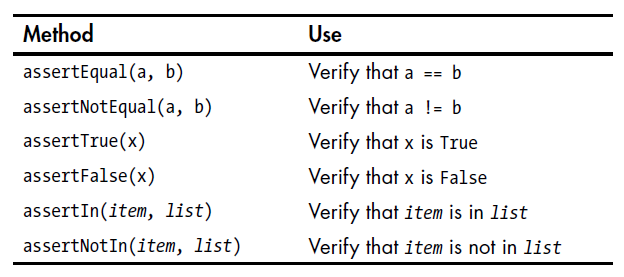 Method Use
assertEqual(a, b) Verify that a == b
assertNotEqual(a, b) Verify that a != b
assertTrue(x) Verify that x is True
assertFalse(x) Verify that x is False
assertIn(item, list) Verify that item is in list
assertNotIn(item, list) Verify that item is not in list